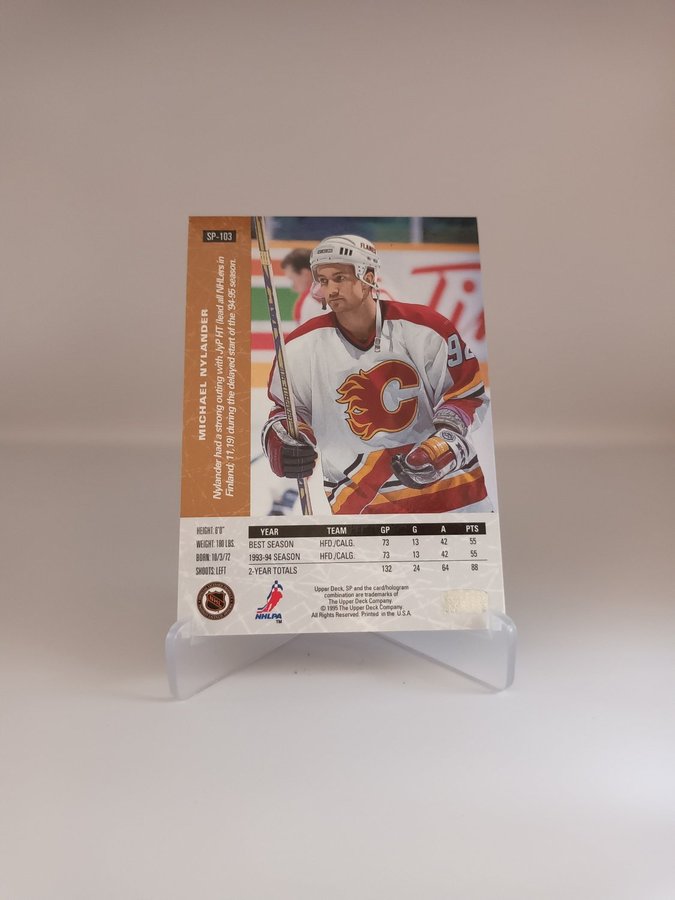 SP-103
MICHAEL NYLANDER
Nylander had a strong outing with JyP HT (lead all NHLers in
Finland; 11,19) during the delayed start of the '94-95 season.
FLAMES
C
HEIGHT: 6'0"
WEIGHT: 180 LBS.
BORN: 10/3/72
SHOOTS: LEFT
YEAR TEAM GP G A PTS
BEST SEASON HFD./CALG. 73 13 42 55
1993-94 SEASON HFD./CALG. 73 13 42 55
2-YEAR TOTALS 132 24 64 88
NHL
NHLPA
TM
Upper Deck, SP and the card/hologram
combination are trademarks of
The Upper Deck Company.
© 1995 The Upper Deck Company.
All Rights Reserved. Printed in the U.S.A.